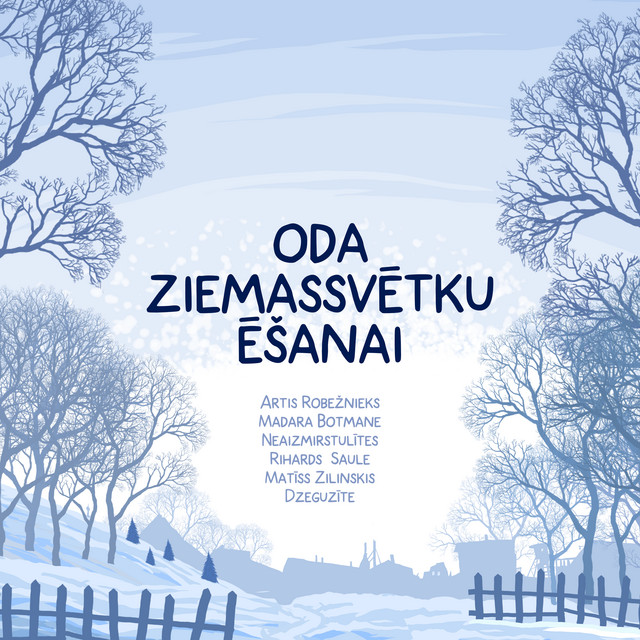 ODA
ZIEMASSVĒTKU
ĒŠANAI
ARTIS ROBEŽNIEKS
MADARA BOTMANE
NEAIZMIRSTULĪTES
RIHARDS SAULE
MATĪSS ZILINSKIS
DZEGUZĪTE